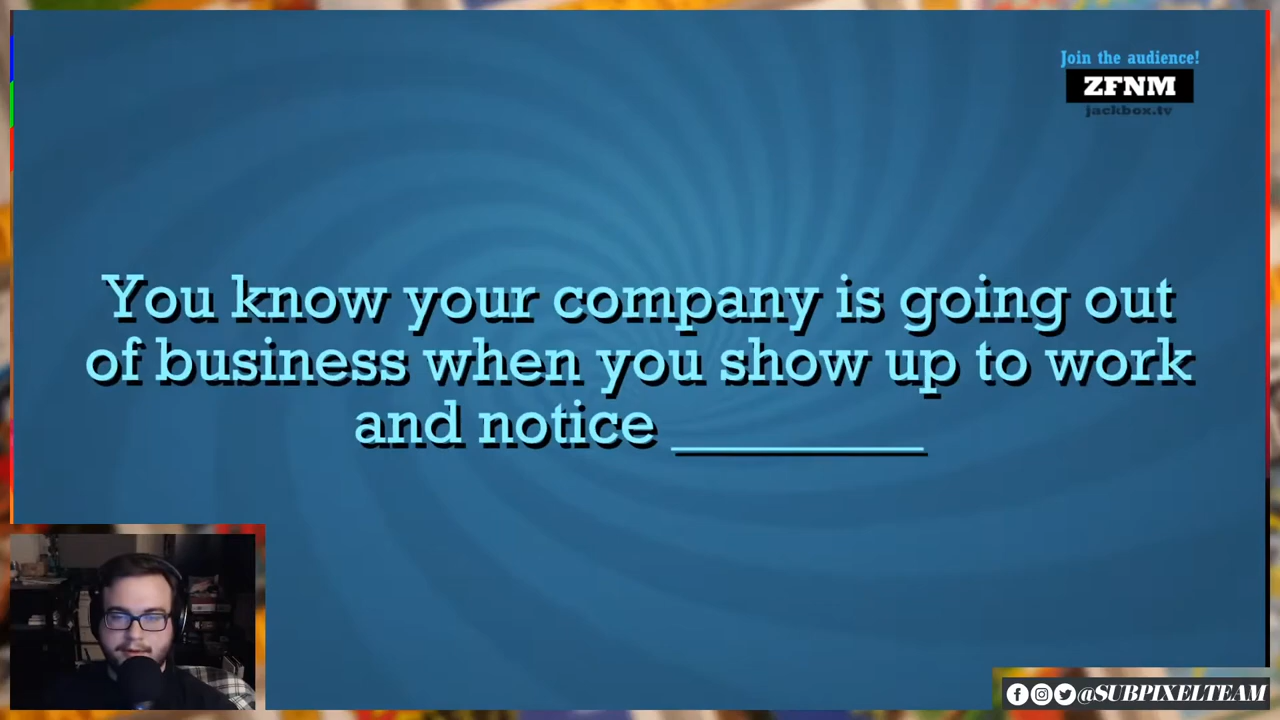 Join the audience!
ZFNM
jackbox.tv
You know your company is going out
of business when you show up to work
and notice _________
@SUBPIXELTEAM